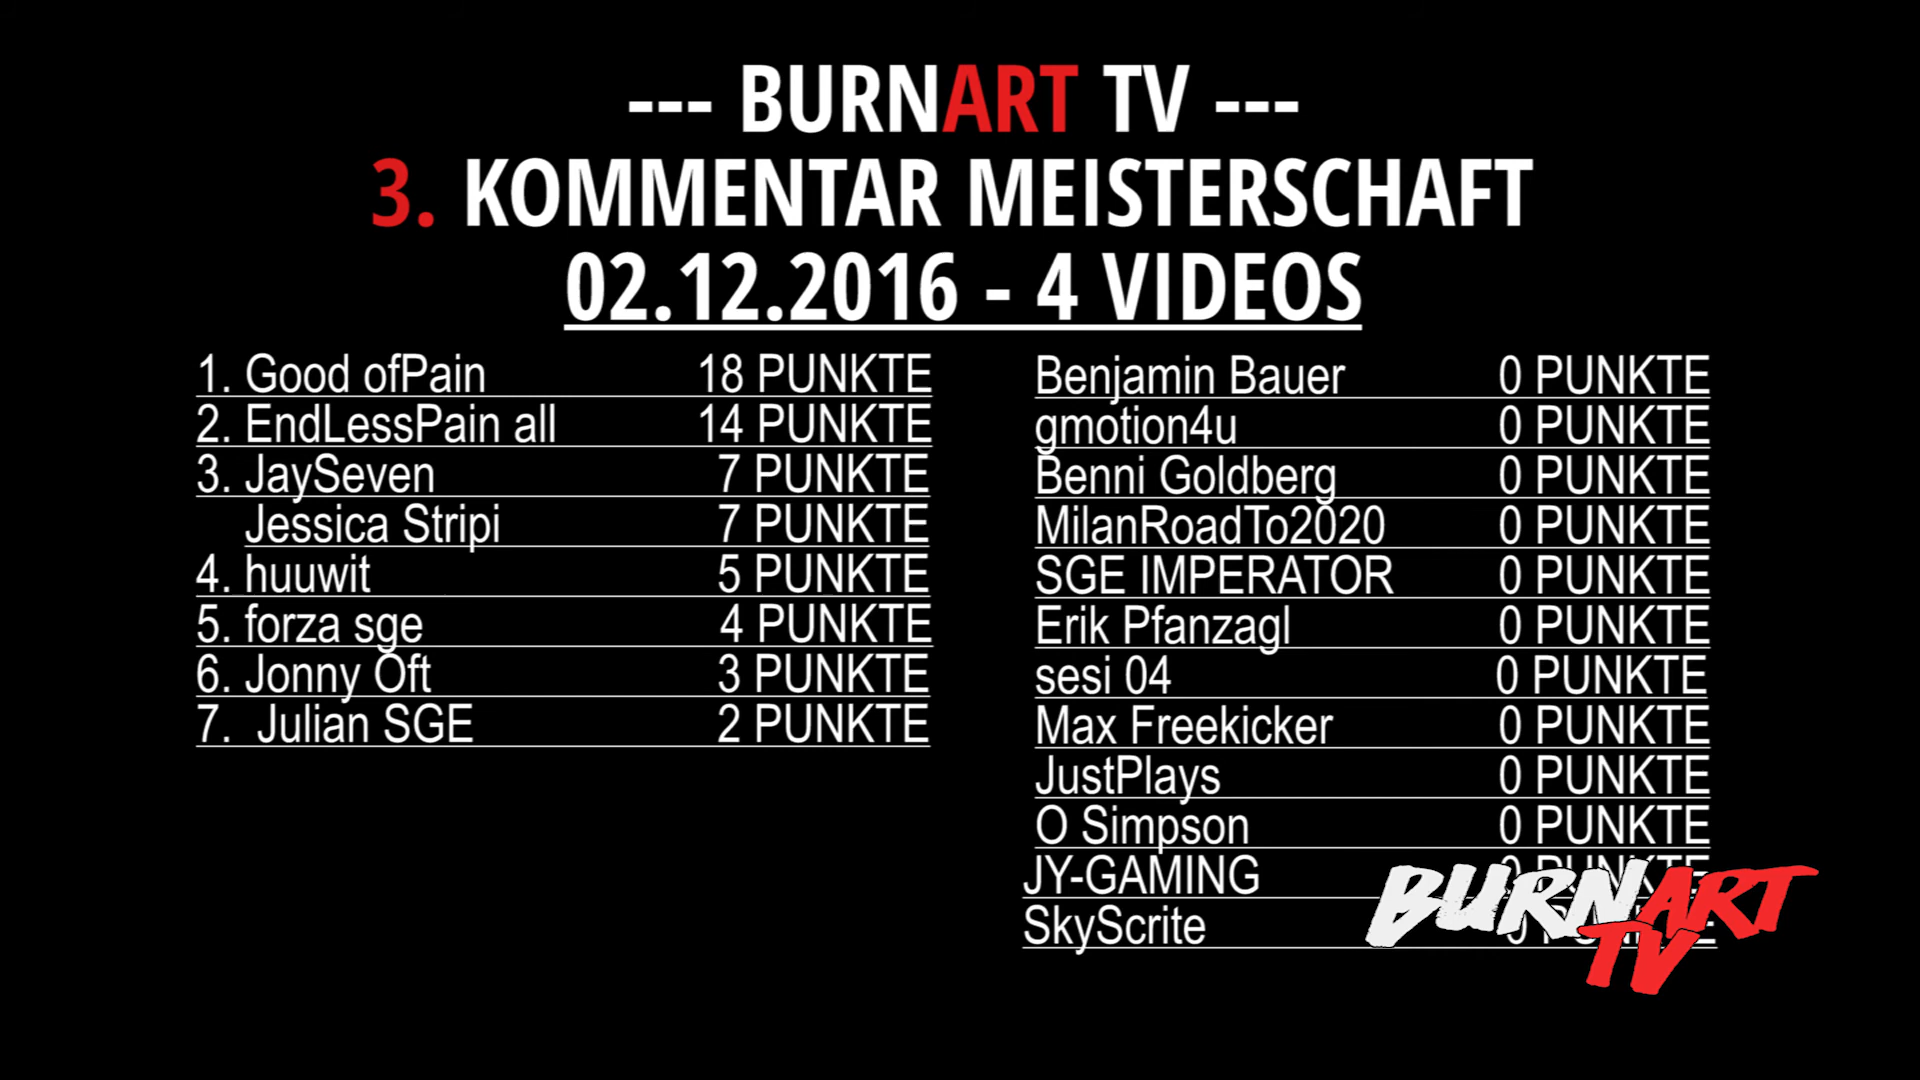 --- BURNART TV ---
3. KOMMENTAR MEISTERSCHAFT
02.12.2016 - 4 VIDEOS
1. Good ofPain 18 PUNKTE
2. EndLessPain all 14 PUNKTE
3. JaySeven 7 PUNKTE
Jessica Stripi 7 PUNKTE
4. huuwit 5 PUNKTE
5. forza sge 4 PUNKTE
6. Jonny Oft 3 PUNKTE
7. Julian SGE 2 PUNKTE
Benjamin Bauer 0 PUNKTE
gmotion4u 0 PUNKTE
Benni Goldberg 0 PUNKTE
MilanRoadTo2020 0 PUNKTE
SGE IMPERATOR 0 PUNKTE
Erik Pfanzagl 0 PUNKTE
sesi 04 0 PUNKTE
Max Freekicker 0 PUNKTE
JustPlays 0 PUNKTE
O Simpson 0 PUNKTE
JY-GAMING 0 PUNKTE
SkyScrite 0 PUNKTE
BURNART
TV